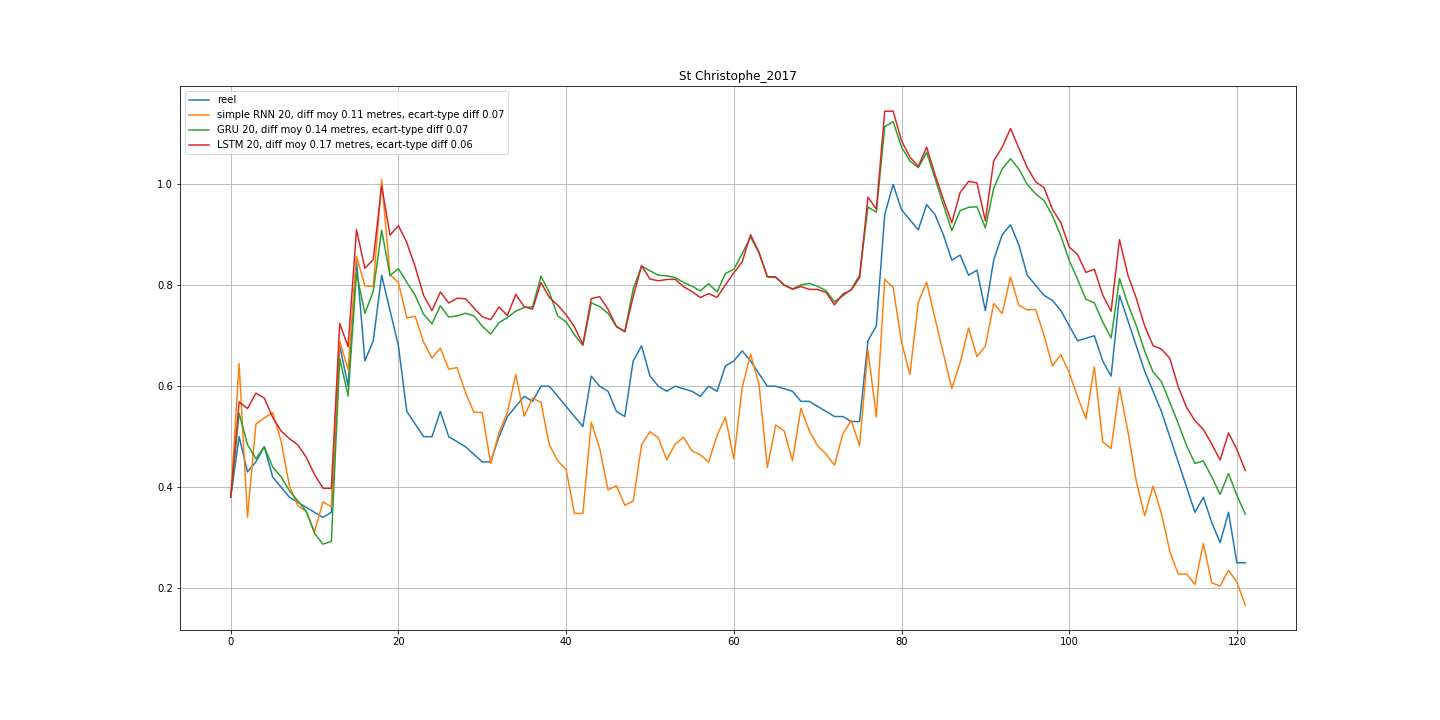 St Christophe_2017
reel
simple RNN 20, diff moy 0.11 metres, ecart-type diff 0.07
GRU 20, diff moy 0.14 metres, ecart-type diff 0.07
LSTM 20, diff moy 0.17 metres, ecart-type diff 0.06
1.0
0.8
0.6
0.4
0.2
0 20 40 60 80 100 120